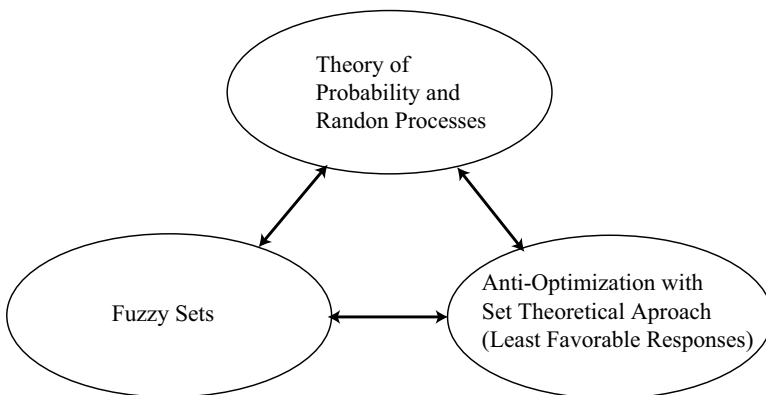 Theory of
Probability and
Randon Processes
Fuzzy Sets
Anti-Optimization with
Set Theoretical Aproach
(Least Favorable Responses)